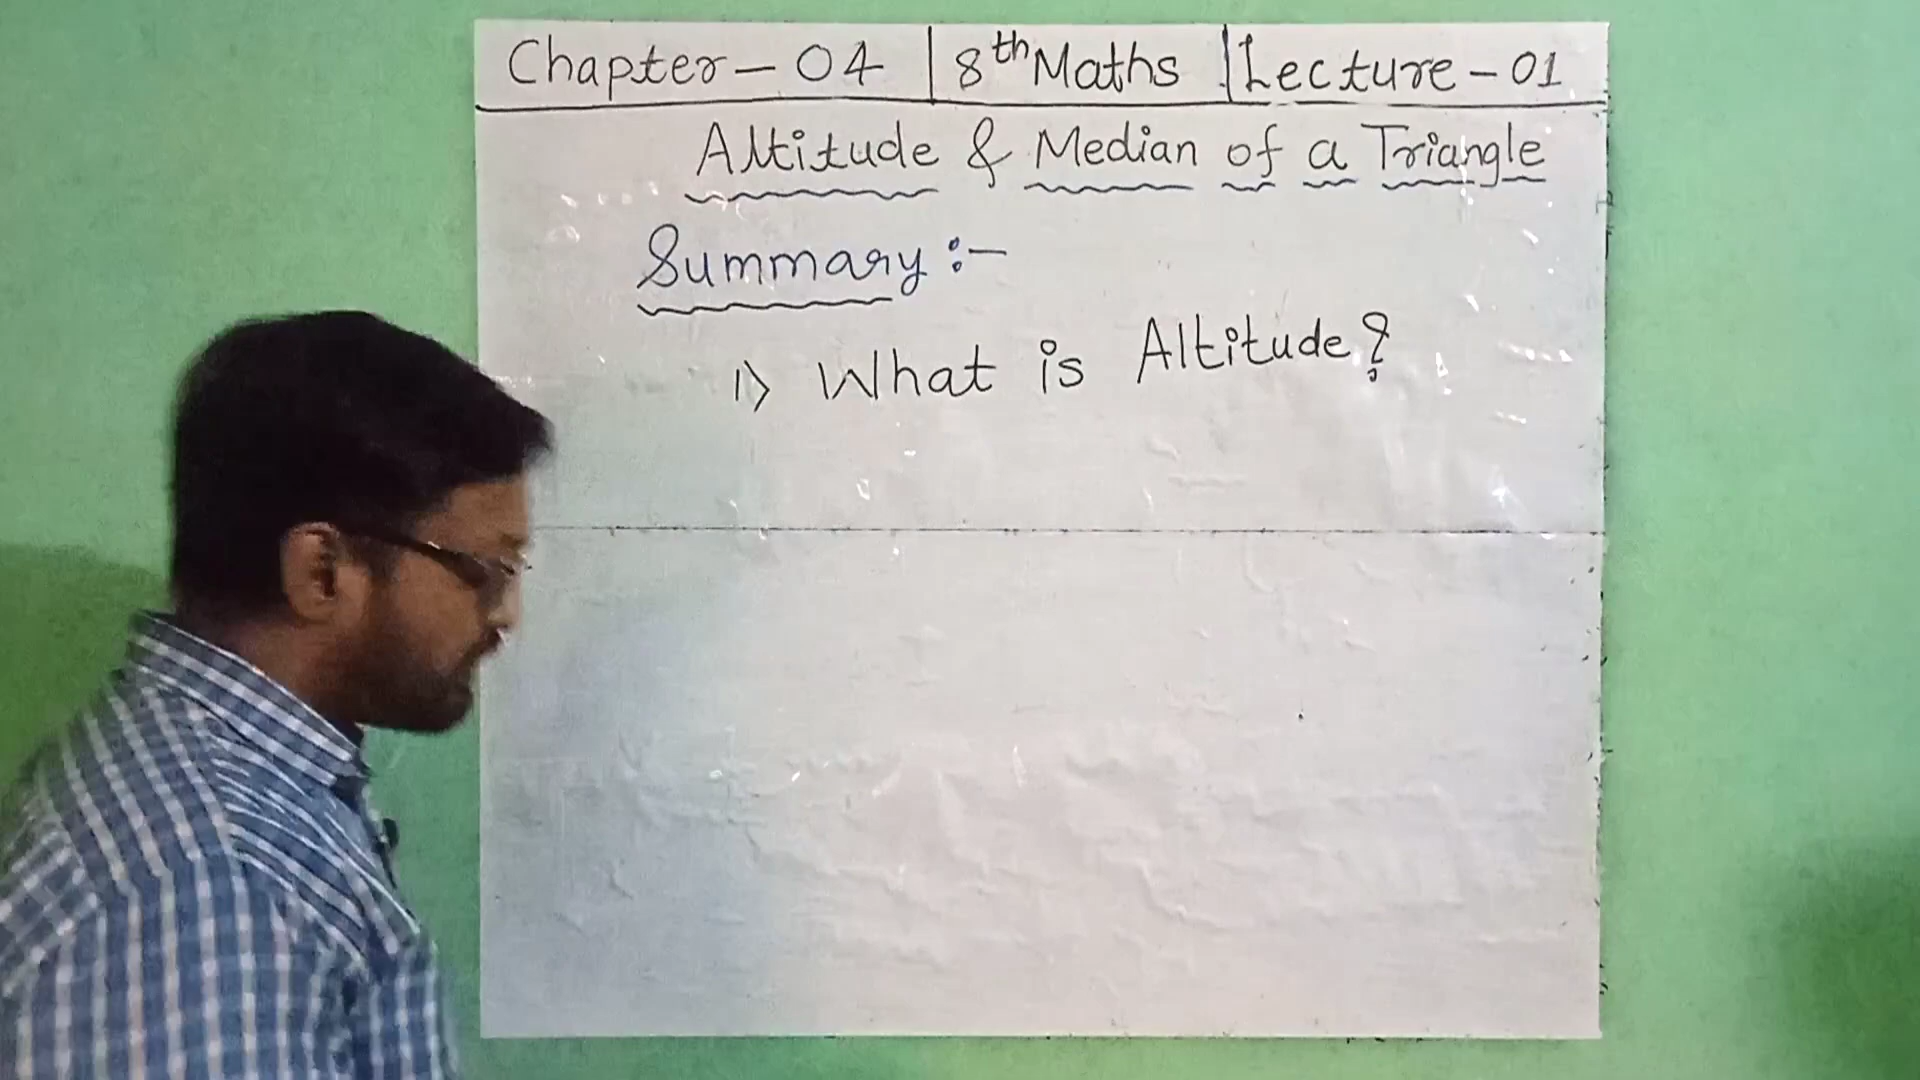 Chapter - 04 | 8th Maths | Lecture - 01
Altitude & Median of a Triangle
Summary :-
1> What is Altitude?